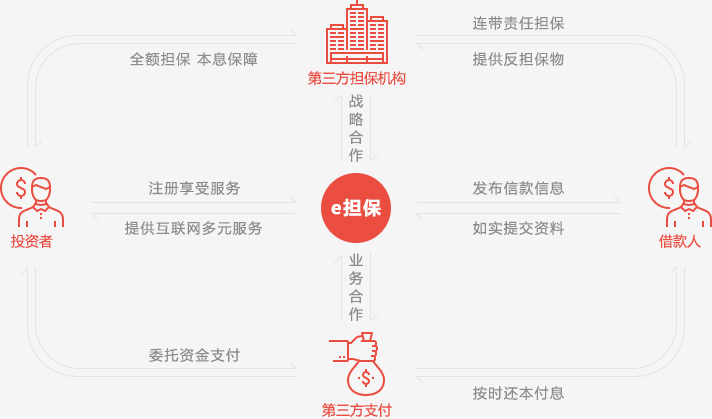 连带责任担保
全额担保 本息保障
提供反担保物
第三方担保机构
战略合作
注册享受服务
e担保
发布信款信息
提供互联网多元服务
如实提交资料
投资者
借款人
业务合作
委托资金支付
按时还本付息
第三方支付